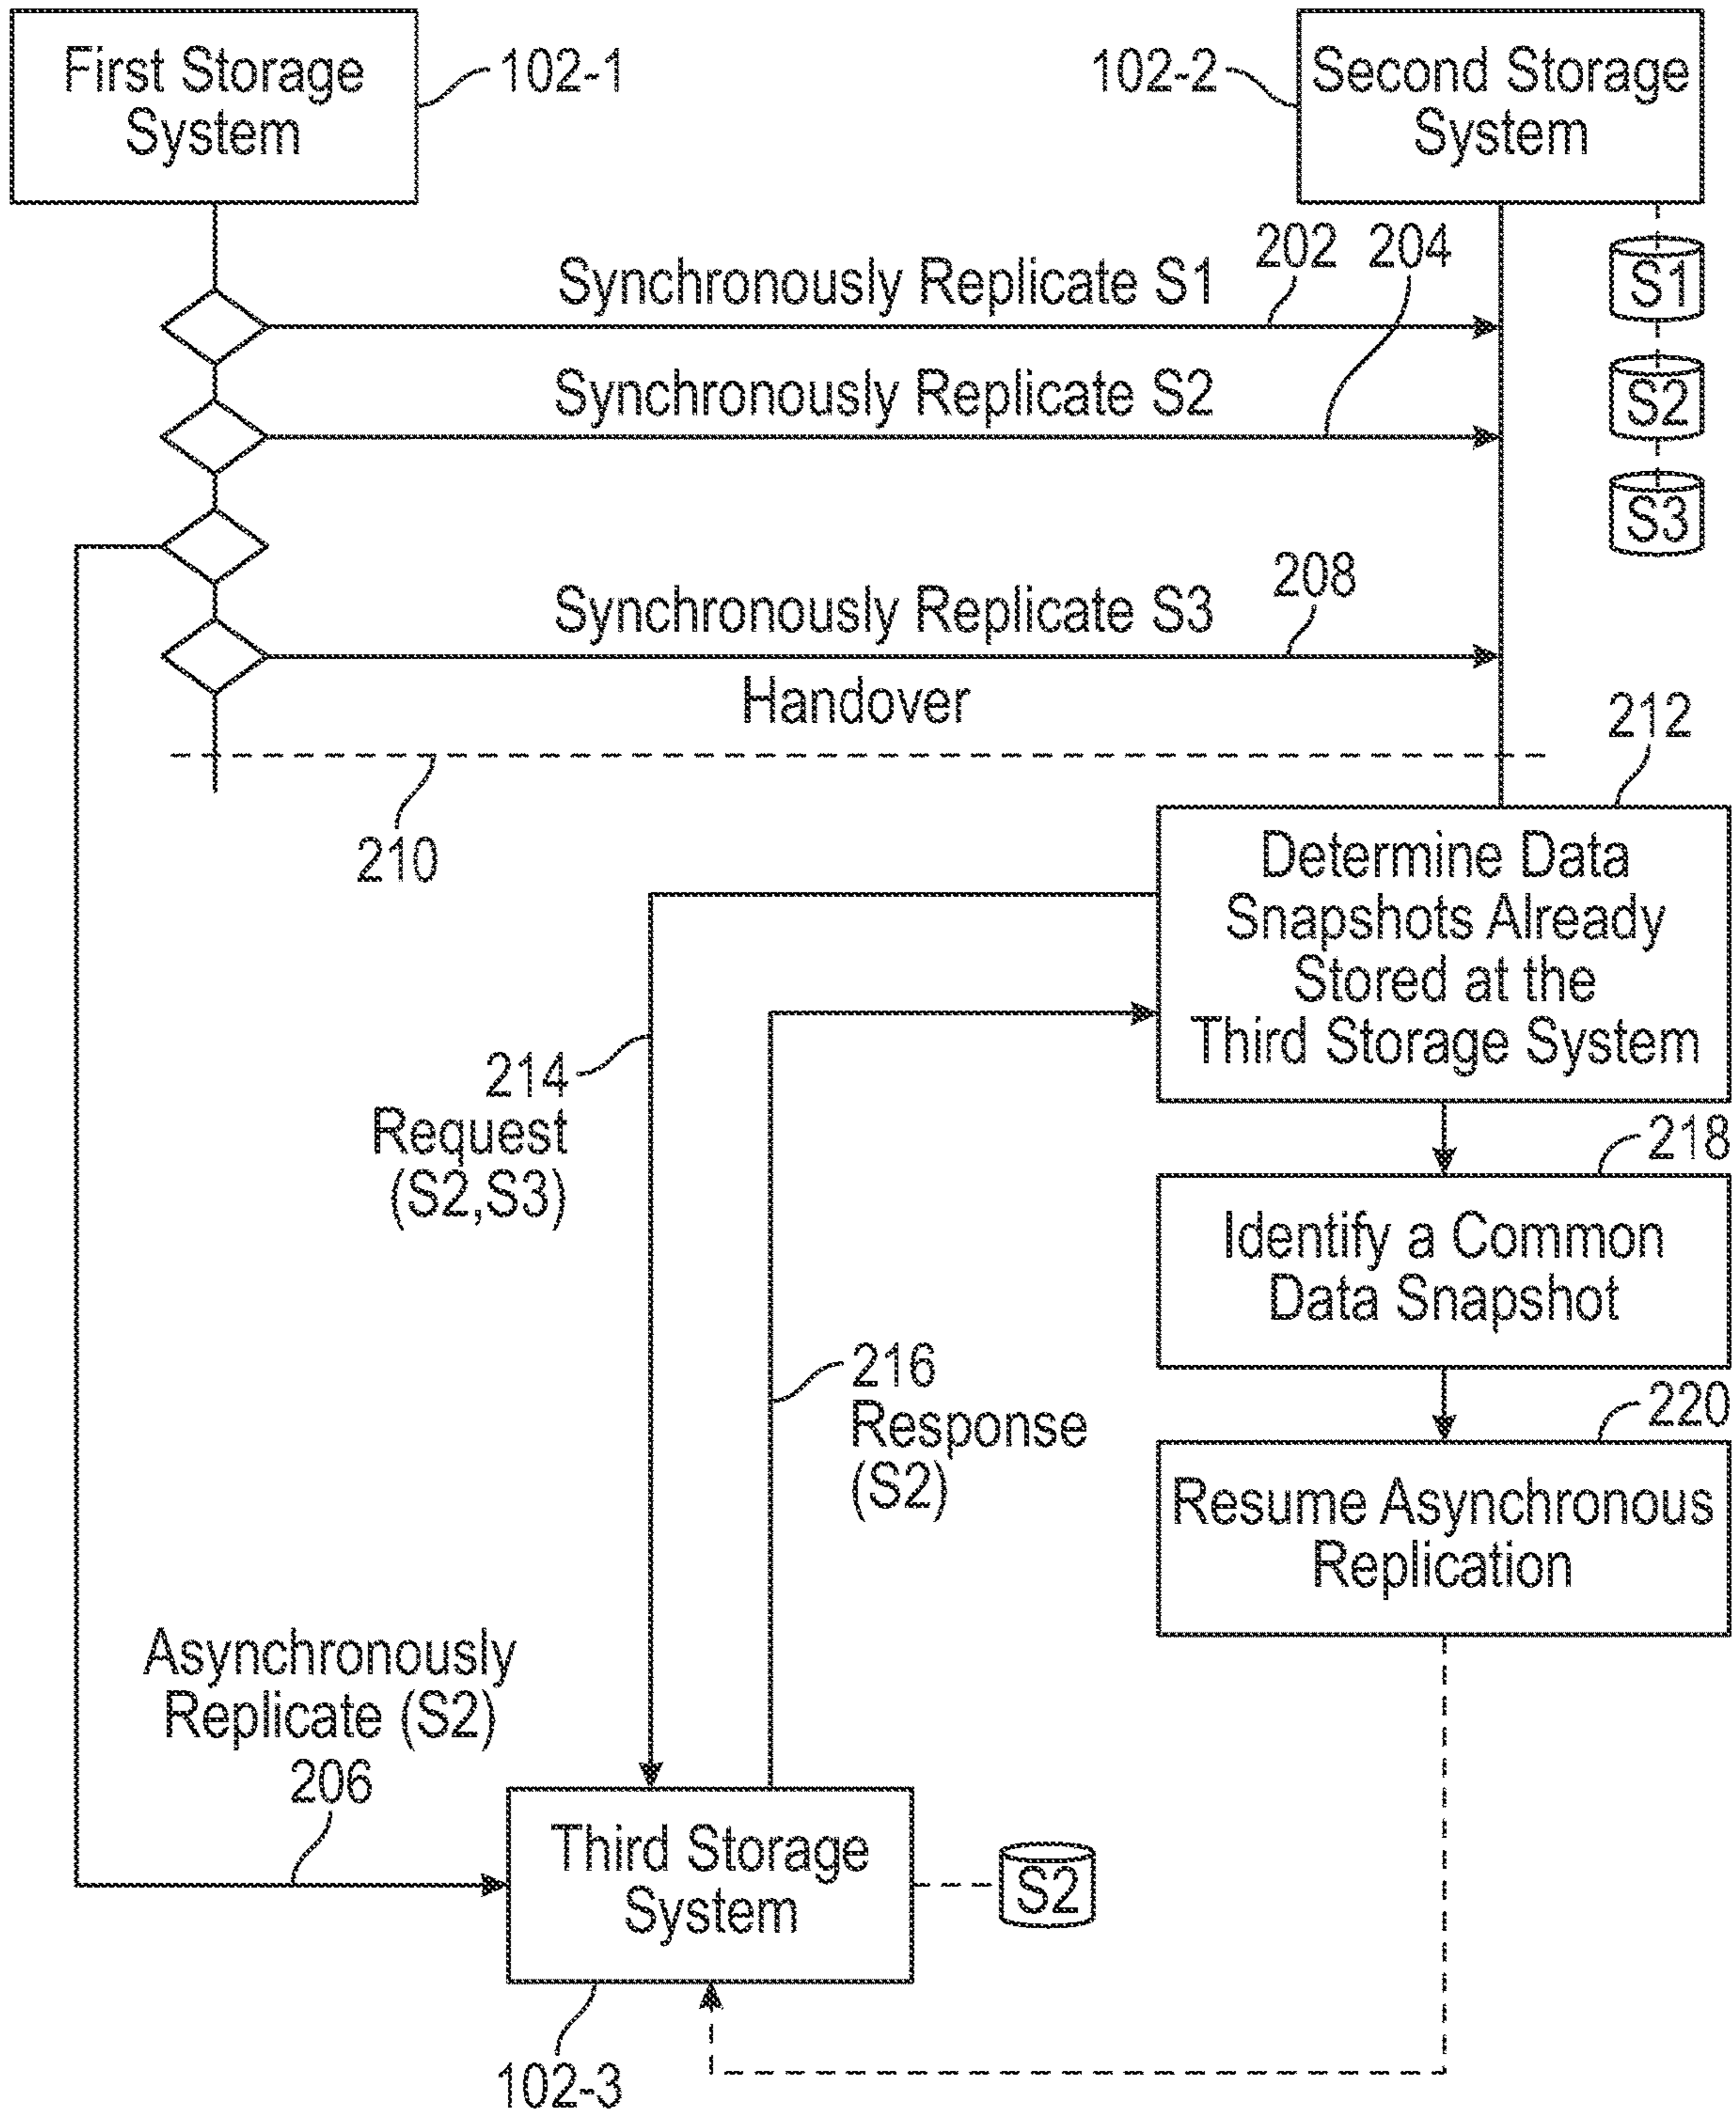 First Storage
System
102-1
102-2
Second Storage
System
202
204
Synchronously Replicate S1
S1
Synchronously Replicate S2
S2
S3
208
Synchronously Replicate S3
Handover
210
212
Determine Data
Snapshots Already
Stored at the
Third Storage System
214
Request
(S2,S3)
218
Identify a Common
Data Snapshot
216
Response
(S2)
220
Resume Asynchronous
Replication
Asynchronously
Replicate (S2)
206
Third Storage
System
S2
102-3